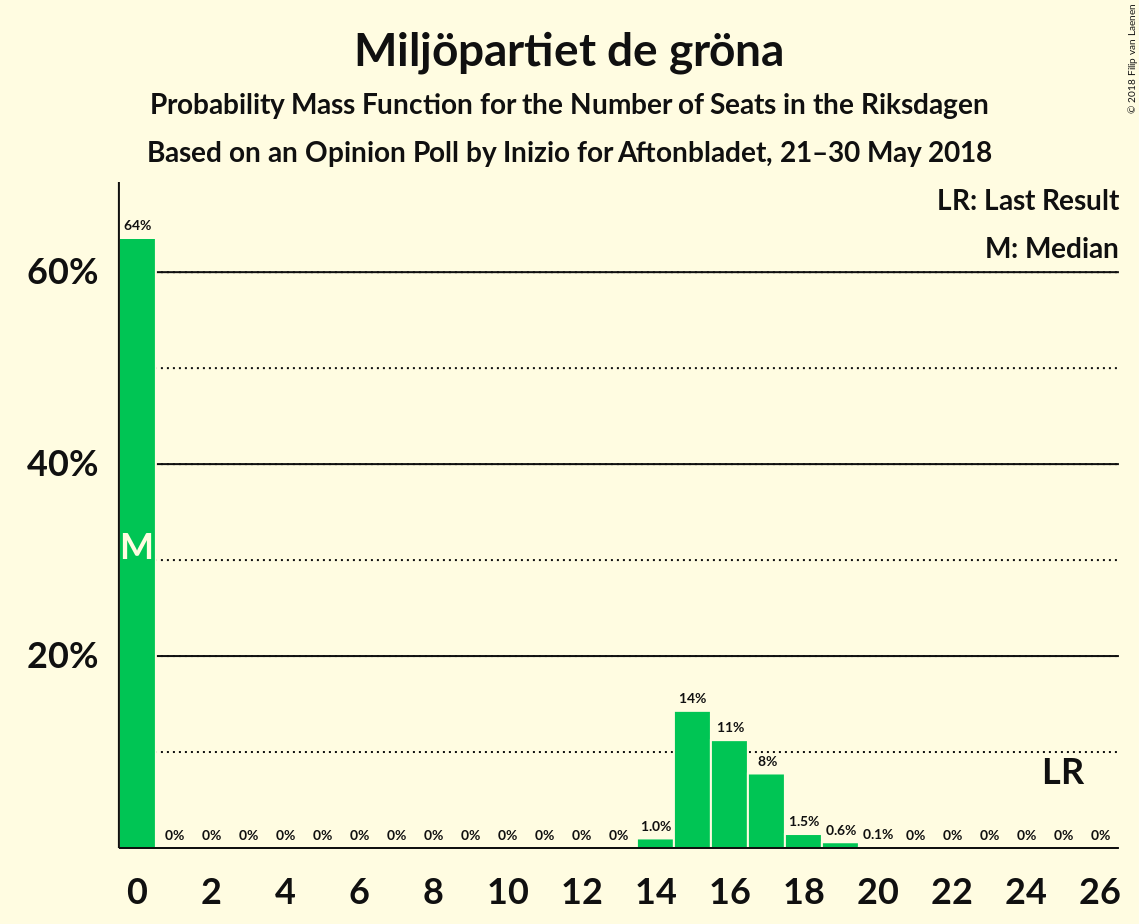 Miljöpartiet de gröna
Probability Mass Function for the Number of Seats in the Riksdagen
Based on an Opinion Poll by Inizio for Aftonbladet, 21–30 May 2018
© 2018 Filip van Laenen
LR: Last Result
M: Median
60%
40%
20%
64%
M
0% 0% 0% 0% 0% 0% 0% 0% 0% 0% 0% 0% 0% 1.0% 14% 11% 8% 1.5% 0.6% 0.1% 0% 0% 0% 0% 0% 0%
LR
0 2 4 6 8 10 12 14 16 18 20 22 24 26